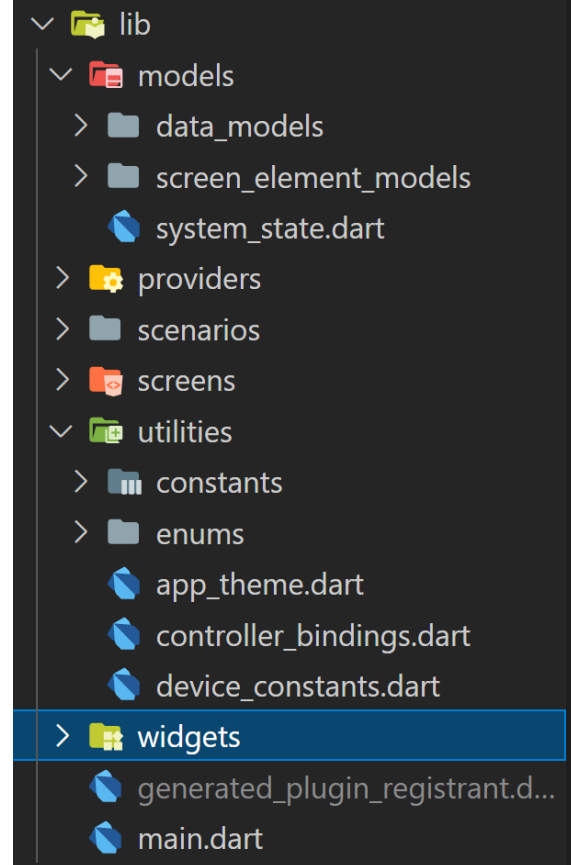 lib
models
data_models
screen_element_models
system_state.dart
providers
scenarios
screens
utilities
constants
enums
app_theme.dart
controller_bindings.dart
device_constants.dart
widgets
generated_plugin_registrant.d...
main.dart